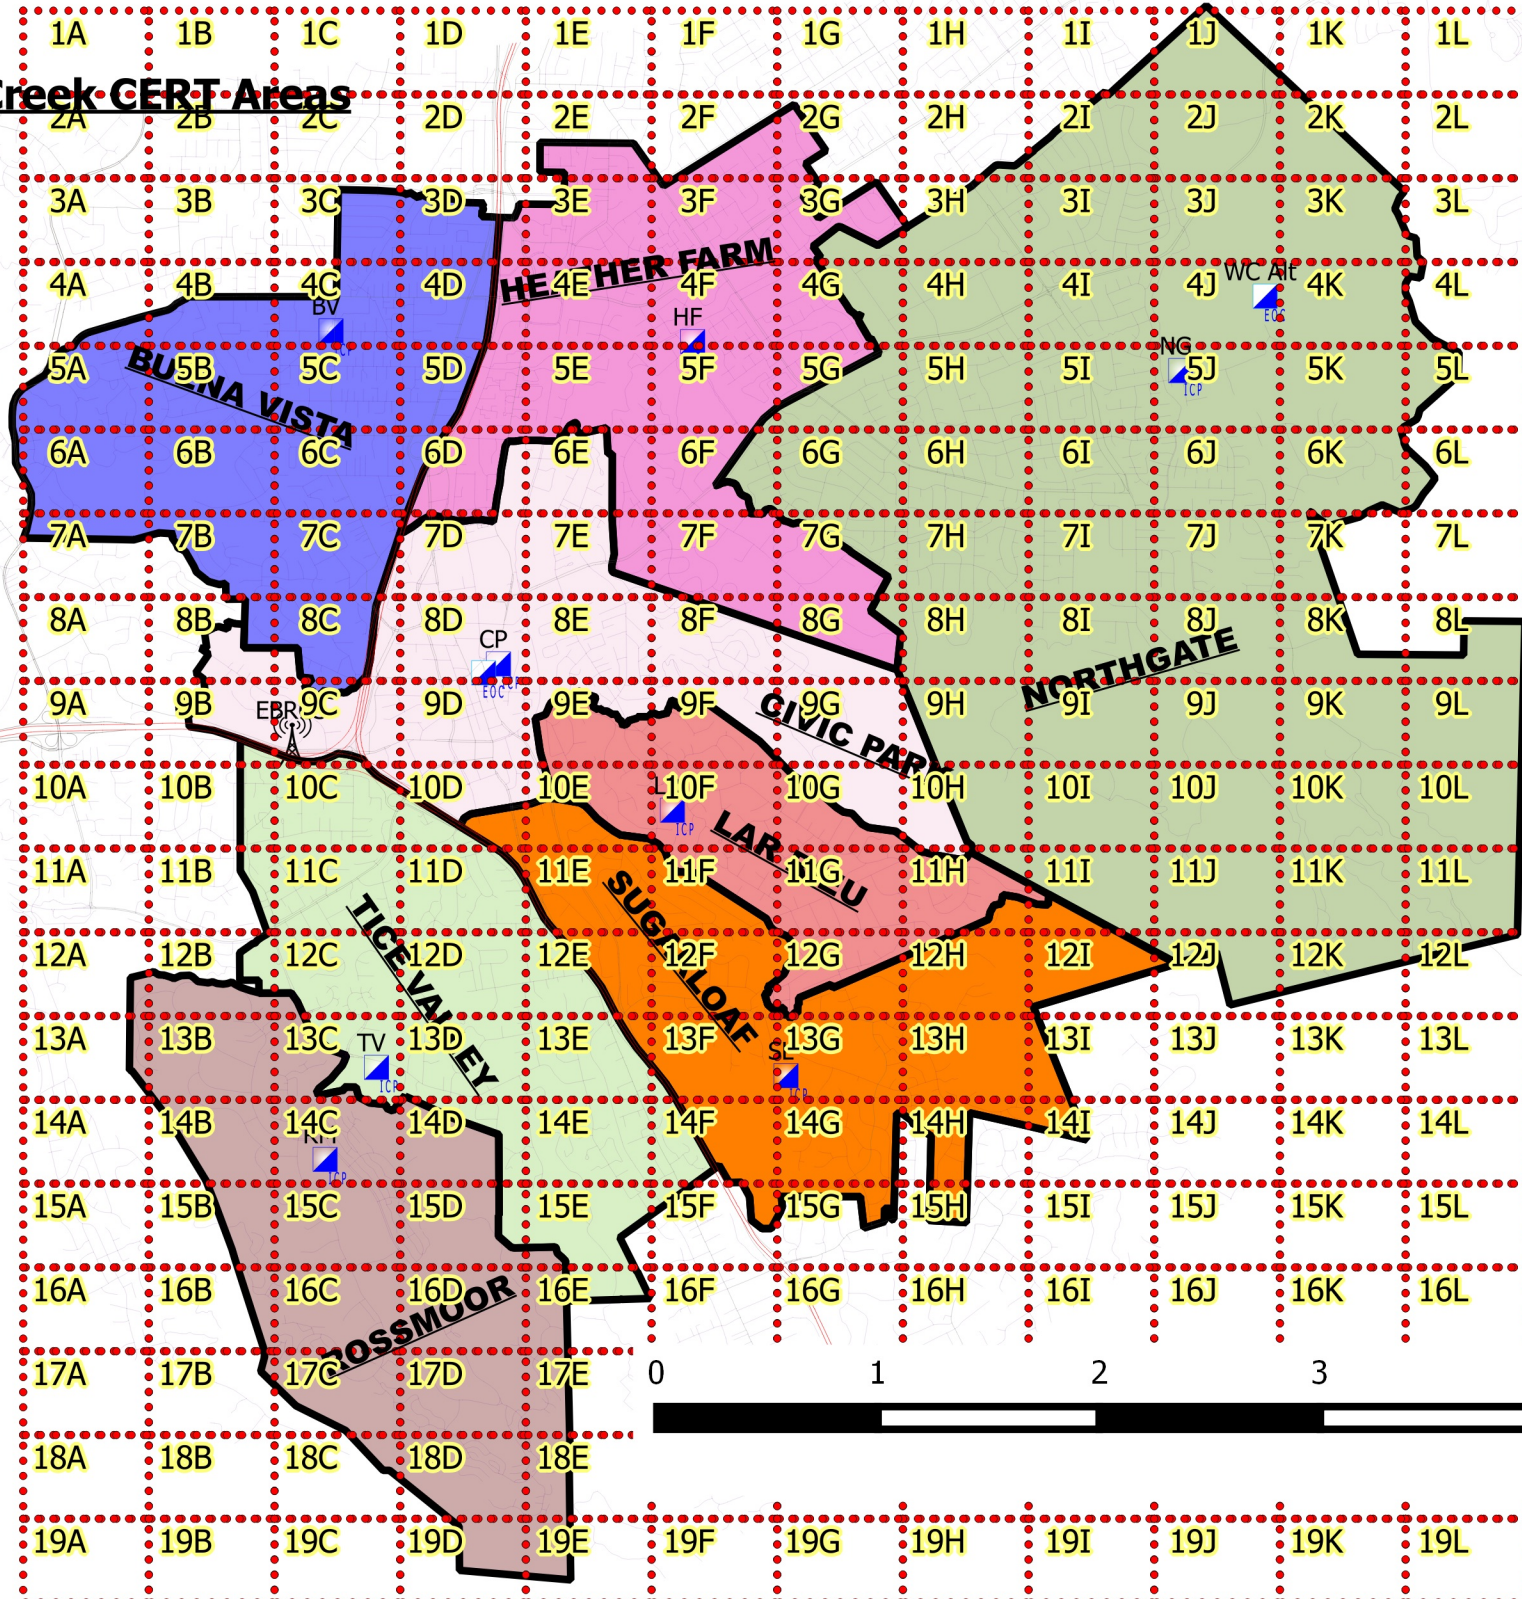 1A 1B 1C 1D 1E 1F 1G 1H 1I 1J 1K 1L
Creek CERT Areas
2A 2B 2C 2D 2E 2F 2G 2H 2I 2J 2K 2L
3A 3B 3C 3D 3E 3F 3G 3H 3I 3J 3K 3L
HEATHER FARM
WC Alt
4A 4B 4C 4D 4E 4F 4G 4H 4I 4J 4K 4L
EOC
BV
HF
ICP
NG
BUENA VISTA
5A 5B 5C 5D 5E 5F 5G 5H 5I 5J 5K 5L
ICP
6A 6B 6C 6D 6E 6F 6G 6H 6I 6J 6K 6L
7A 7B 7C 7D 7E 7F 7G 7H 7I 7J 7K 7L
8A 8B 8C 8D 8E 8F 8G 8H 8I 8J 8K 8L
CP
NORTHGATE
EOC ICP
9A 9B 9C 9D 9E 9F 9G 9H 9I 9J 9K 9L
CIVIC PARK
10A 10B 10C 10D 10E 10F 10G 10H 10I 10J 10K 10L
ICP
11A 11B 11C 11D 11E 11F 11G 11H 11I 11J 11K 11L
SUGARLOAF
TICE VALLEY
12A 12B 12C 12D 12E 12F 12G 12H 12I 12J 12K 12L
13A 13B 13C 13D 13E 13F 13G 13H 13I 13J 13K 13L
TV
SL
ICP
ICP
14A 14B 14C 14D 14E 14F 14G 14H 14I 14J 14K 14L
ICP
15A 15B 15C 15D 15E 15F 15G 15H 15I 15J 15K 15L
16A 16B 16C 16D 16E 16F 16G 16H 16I 16J 16K 16L
ROSSMOOR
17A 17B 17C 17D 17E
0 1 2 3
18A 18B 18C 18D 18E
19A 19B 19C 19D 19E 19F 19G 19H 19I 19J 19K 19L